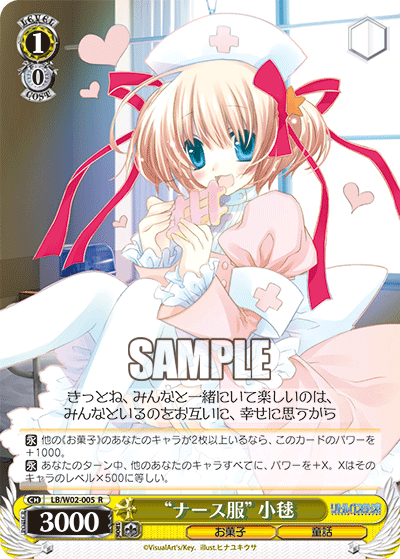 LEVEL
1
0
COST
SAMPLE
きっとね、みんなと一緒にいて楽しいのは、
みんなといるのをお互いに、幸せに思うから
永 他の《お菓子》のあなたのキャラが2枚以上いるなら、このカードのパワーを
+1000。
永 あなたのターン中、他のあなたのキャラすべてに、パワーを+X。Xはそ
のキャラのレベル×500に等しい。
CH LB/W02-005 R
3000
“ナース服” 小毬
お菓子 童話
©VisualArt's/Key. illust.ヒナユキウサ